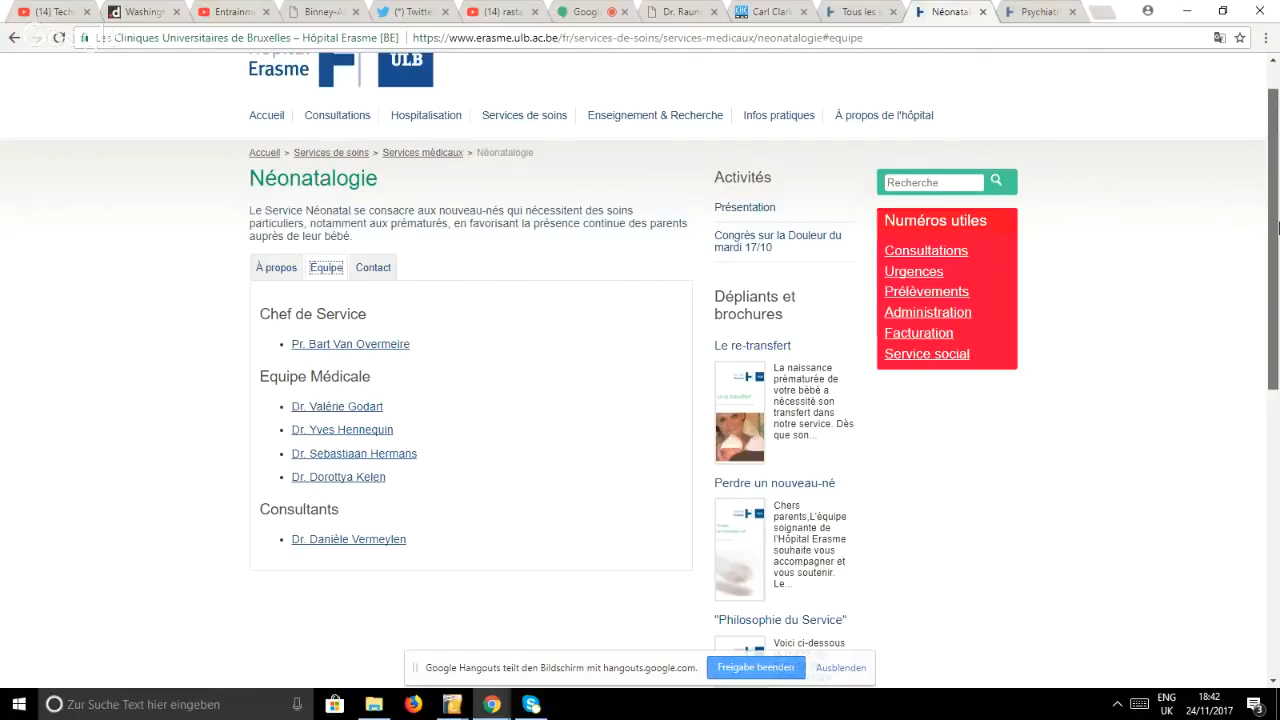 (17) Tech
Washing
Entrainm
Binney-A
(*) Twitte
(14) raste
Goog
Dr. Raun
Carl Clark
Tous les
Néonatal
Psychiatr
Cliniques Universitaires de Bruxelles – Hôpital Erasme [BE] https://www.erasme.ulb.ac.be/fr/services-de-soins/services-medicaux/neonatalogie#equipe
Erasme
ULB
Accueil
Consultations
Hospitalisation
Services de soins
Enseignement & Recherche
Infos pratiques
À propos de l'hôpital
Accueil > Services de soins > Services médicaux > Néonatalogie
Néonatalogie
Le Service Néonatal se consacre aux nouveau-nés qui nécessitent des soins
particuliers, notamment aux prématurés, en favorisant la présence continue des parents
auprès de leur bébé.
À propos
Equipe
Contact
Chef de Service
Pr. Bart Van Overmeire
Equipe Médicale
Dr. Valérie Godart
Dr. Yves Hennequin
Dr. Sebastiaan Hermans
Dr. Dorottya Kelen
Consultants
Dr. Danièle Vermeylen
Activités
Présentation
Congrès sur la Douleur du
mardi 17/10
Dépliants et
brochures
Le re-transfert
La naissance
prématurée de
votre bébé a
nécessité son
transfert dans
notre service. Dès
que son...
Perdre un nouveau-né
Chers
parents,L'équipe
soignante de
l'Hôpital Erasme
souhaite vous
accompagner et
vous soutenir.
Le...
"Philosophie du Service"
Voici ci-dessous
Recherche
Numéros utiles
Consultations
Urgences
Prélèvements
Administration
Facturation
Service social
Google Hangouts teilt den Bildschirm mit hangouts.google.com.
Freigabe beenden
Ausblenden
Zur Suche Text hier eingeben
ENG
UK
18:42
24/11/2017
3